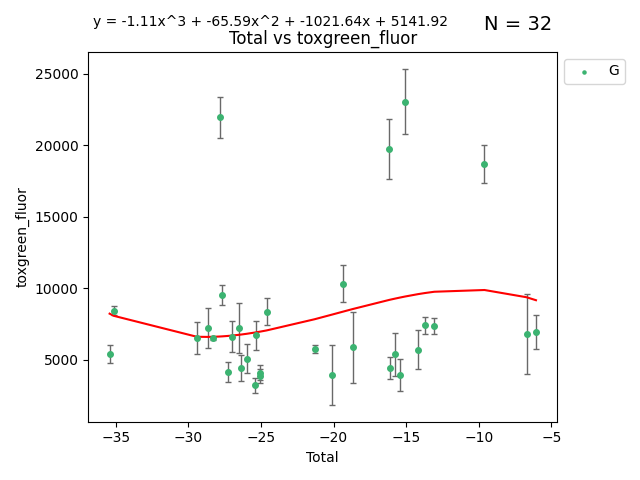 y = -1.11x^3 + -65.59x^2 + -1021.64x + 5141.92
N = 32
Total vs toxgreen_fluor
G
25000
20000
15000
10000
5000
toxgreen_fluor
−35 −30 −25 −20 −15 −10 −5
Total